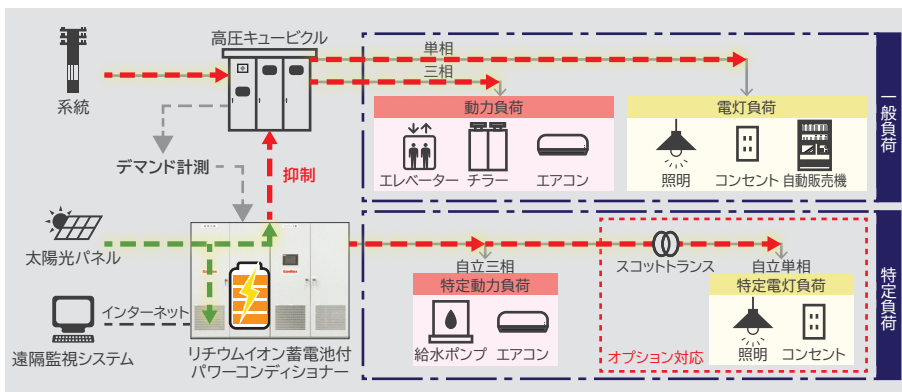 高圧キュービクル
系統
単相
三相
動力負荷
エレベーター
チラー
エアコン
電灯負荷
照明
コンセント
自動販売機
一般負荷
デマンド計測
抑制
太陽光パネル
インターネット
遠隔監視システム
リチウムイオン蓄電池付
パワーコンディショナー
自立三相
特定動力負荷
給水ポンプ
エアコン
スコットトランス
オプション対応
自立単相
特定電灯負荷
照明
コンセント
特定負荷